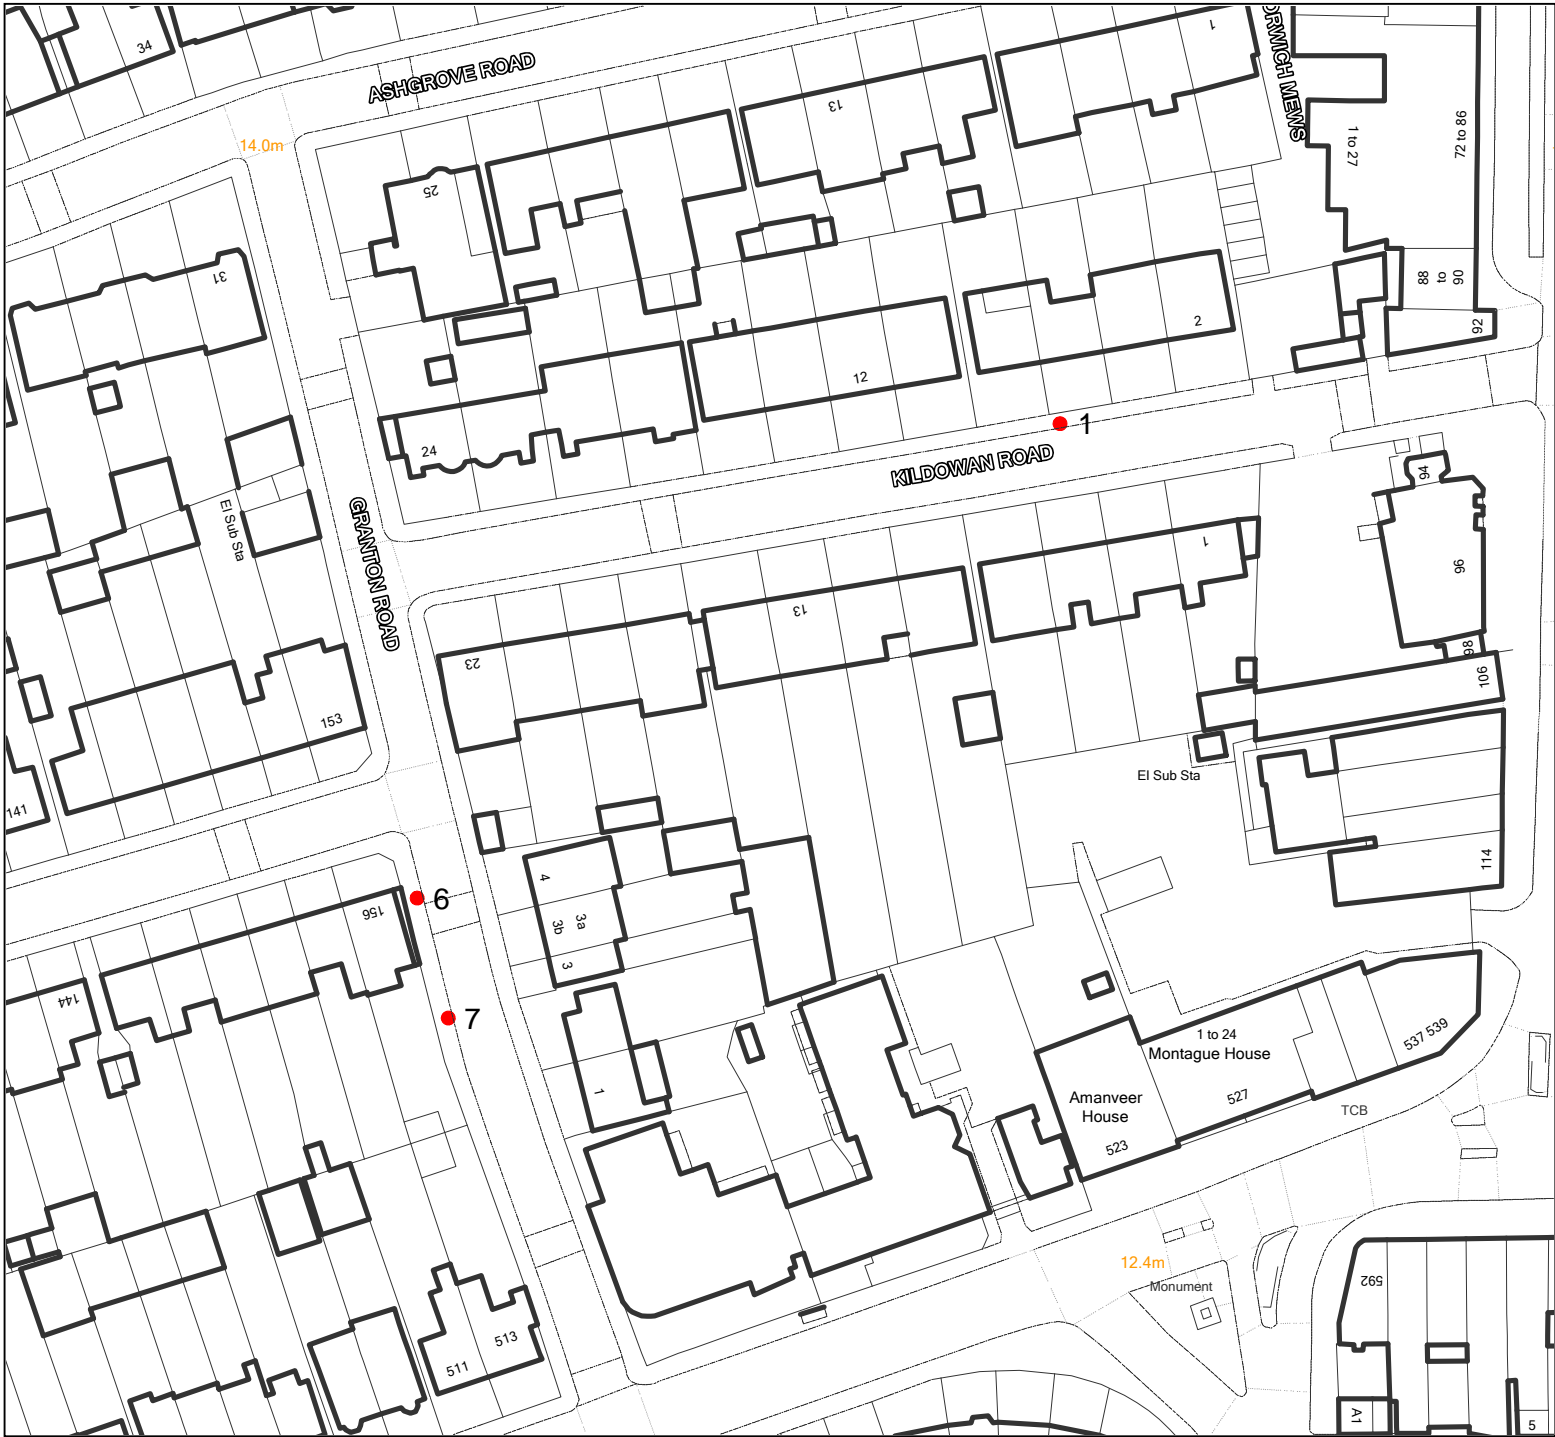 34
ASHGROVE ROAD
1
ORWICH MEWS
13
1 to 27
72 to 86
14.0m
25
31
88
to
90
92
2
12
24
1
KILDOWAN ROAD
94
El Sub Sta
GRANTON ROAD
1
96
13
23
98
106
153
El Sub Sta
141
114
4
6
156
3a
3b
3
144
7
1 to 24
Montague House
537 539
1
Amanveer
House
527
TCB
523
12.4m
Monument
592
513
511
A1
5